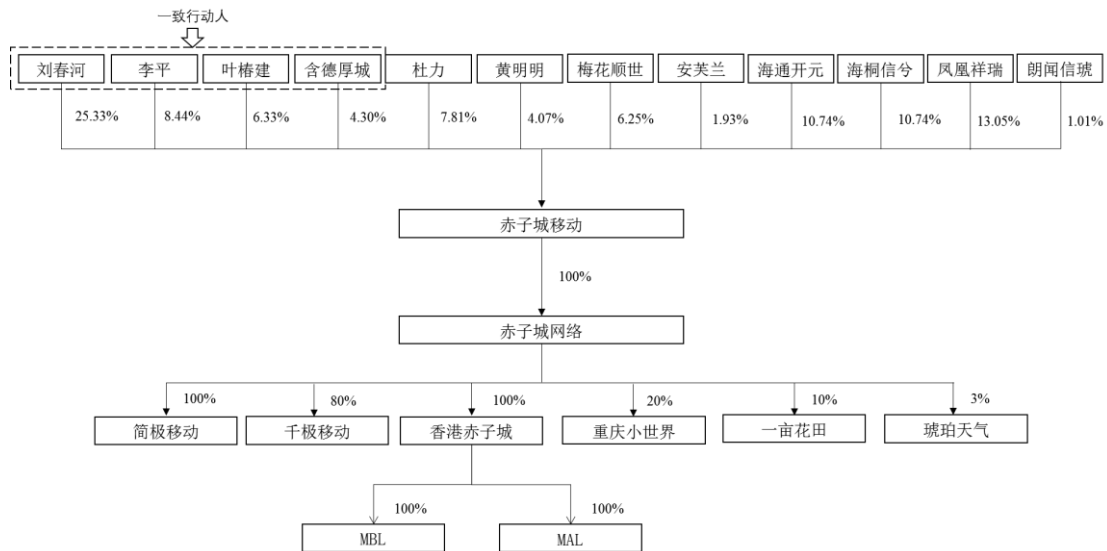 一致行动人
刘春河 李平 叶椿建 含德厚城 杜力 黄明明 梅花顺世 安芙兰 海通开元 海桐信兮 凤凰祥瑞 朗闻信琥
25.33% 8.44% 6.33% 4.30% 7.81% 4.07% 6.25% 1.93% 10.74% 10.74% 13.05% 1.01%
赤子城移动
100%
赤子城网络
100% 80% 100% 20% 10% 3%
简极移动 千极移动 香港赤子城 重庆小世界 一亩花田 琥珀天气
100% 100%
MBL MAL